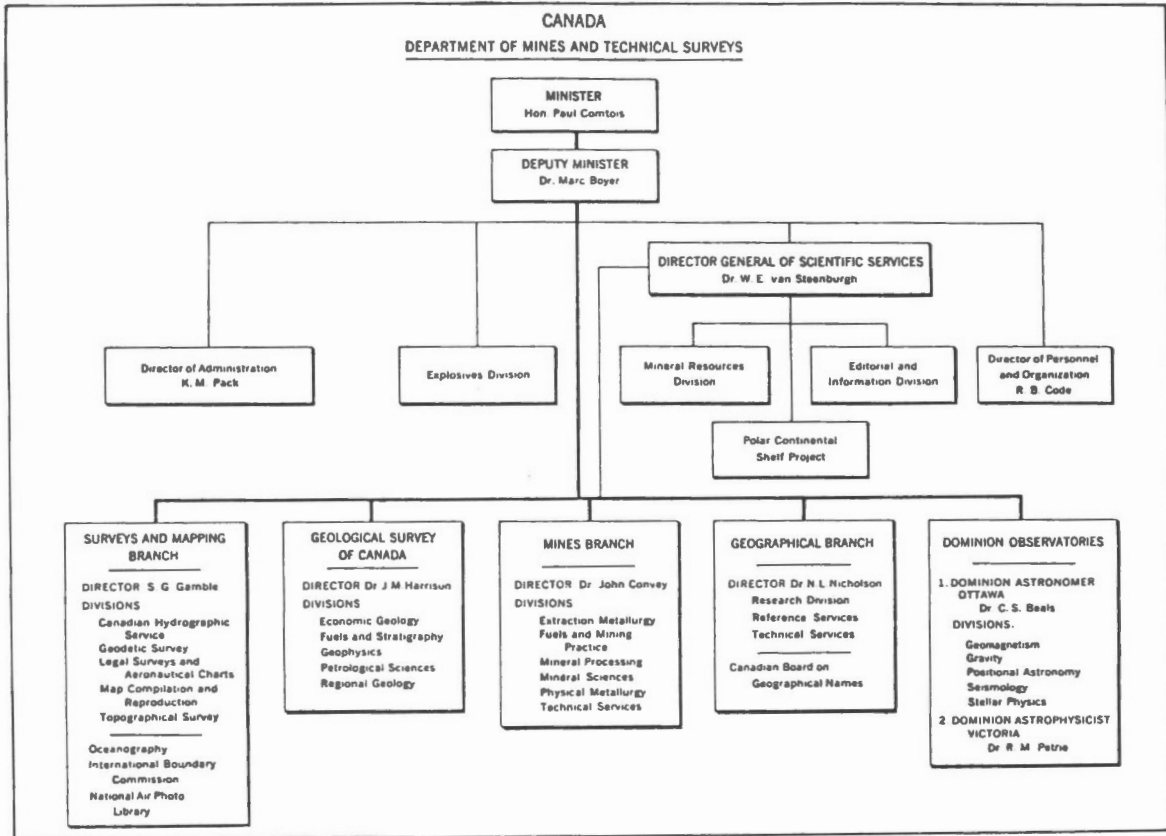 CANADA
DEPARTMENT OF MINES AND TECHNICAL SURVEYS
MINISTER
Hon. Paul Comtois
DEPUTY MINISTER
Dr. Marc Boyer
DIRECTOR GENERAL OF SCIENTIFIC SERVICES
Dr. W. E. van Steenburgh
Director of Administration
K. M. Pack
Explosives Division
Mineral Resources
Division
Editorial and
Information Division
Director of Personnel
and Organization
R. B. Code
Polar Continental
Shelf Project
SURVEYS AND MAPPING
BRANCH
DIRECTOR S G Gamble
DIVISIONS
Canadian Hydrographic
Service
Geodetic Survey
Legal Surveys and
Aeronautical Charts
Map Compilation and
Reproduction
Topographical Survey
Oceanography
International Boundary
Commission
National Air Photo
Library
GEOLOGICAL SURVEY
OF CANADA
DIRECTOR Dr J M Harrison
DIVISIONS
Economic Geology
Fuels and Stratigraphy
Geophysics
Petrological Sciences
Regional Geology
MINES BRANCH
DIRECTOR Dr John Convey
DIVISIONS
Extraction Metallurgy
Fuels and Mining
Practice
Mineral Processing
Mineral Sciences
Physical Metallurgy
Technical Services
GEOGRAPHICAL BRANCH
DIRECTOR Dr N L Nicholson
Research Division
Reference Services
Technical Services
Canadian Board on
Geographical Names
DOMINION OBSERVATORIES
1. DOMINION ASTRONOMER
OTTAWA
Dr C. S. Beals
DIVISIONS.
Geomagnetism
Gravity
Positional Astronomy
Seismology
Stellar Physics
2 DOMINION ASTROPHYSICIST
VICTORIA
Dr R. M Petrie